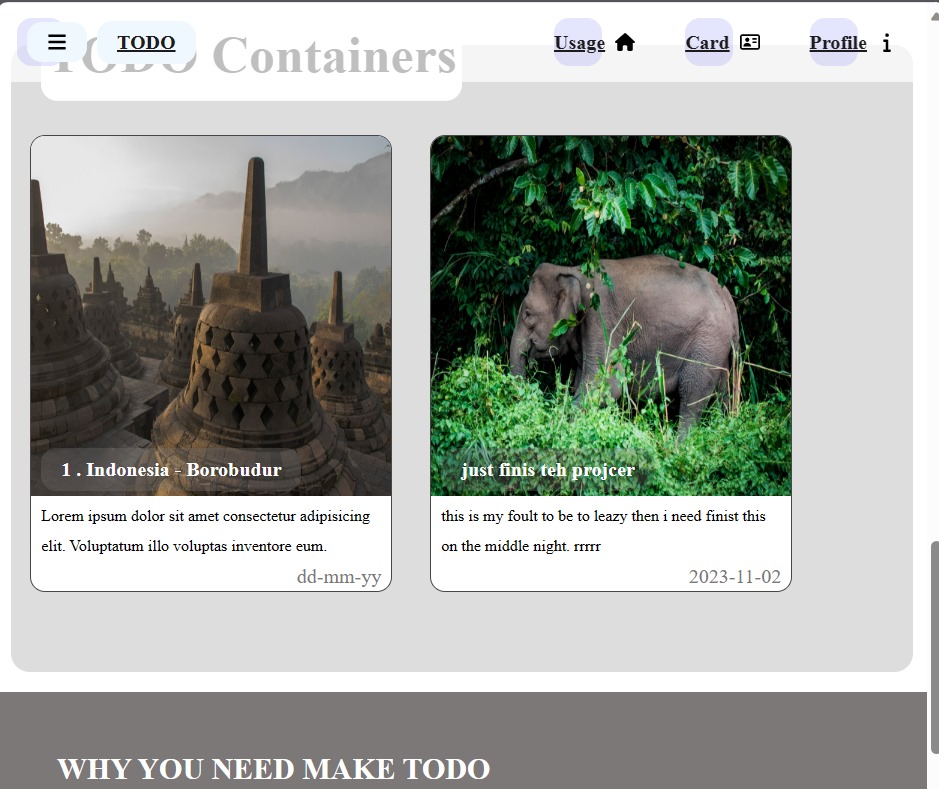 TODO
Usage
Card
Profile
TODO Containers
1 . Indonesia - Borobudur
Lorem ipsum dolor sit amet consectetur adipisicing
elit. Voluptatum illo voluptas inventore eum.
dd-mm-yy
just finis teh projcer
this is my foult to be to leazy then i need finist this
on the middle night. rrrrr
2023-11-02
WHY YOU NEED MAKE TODO